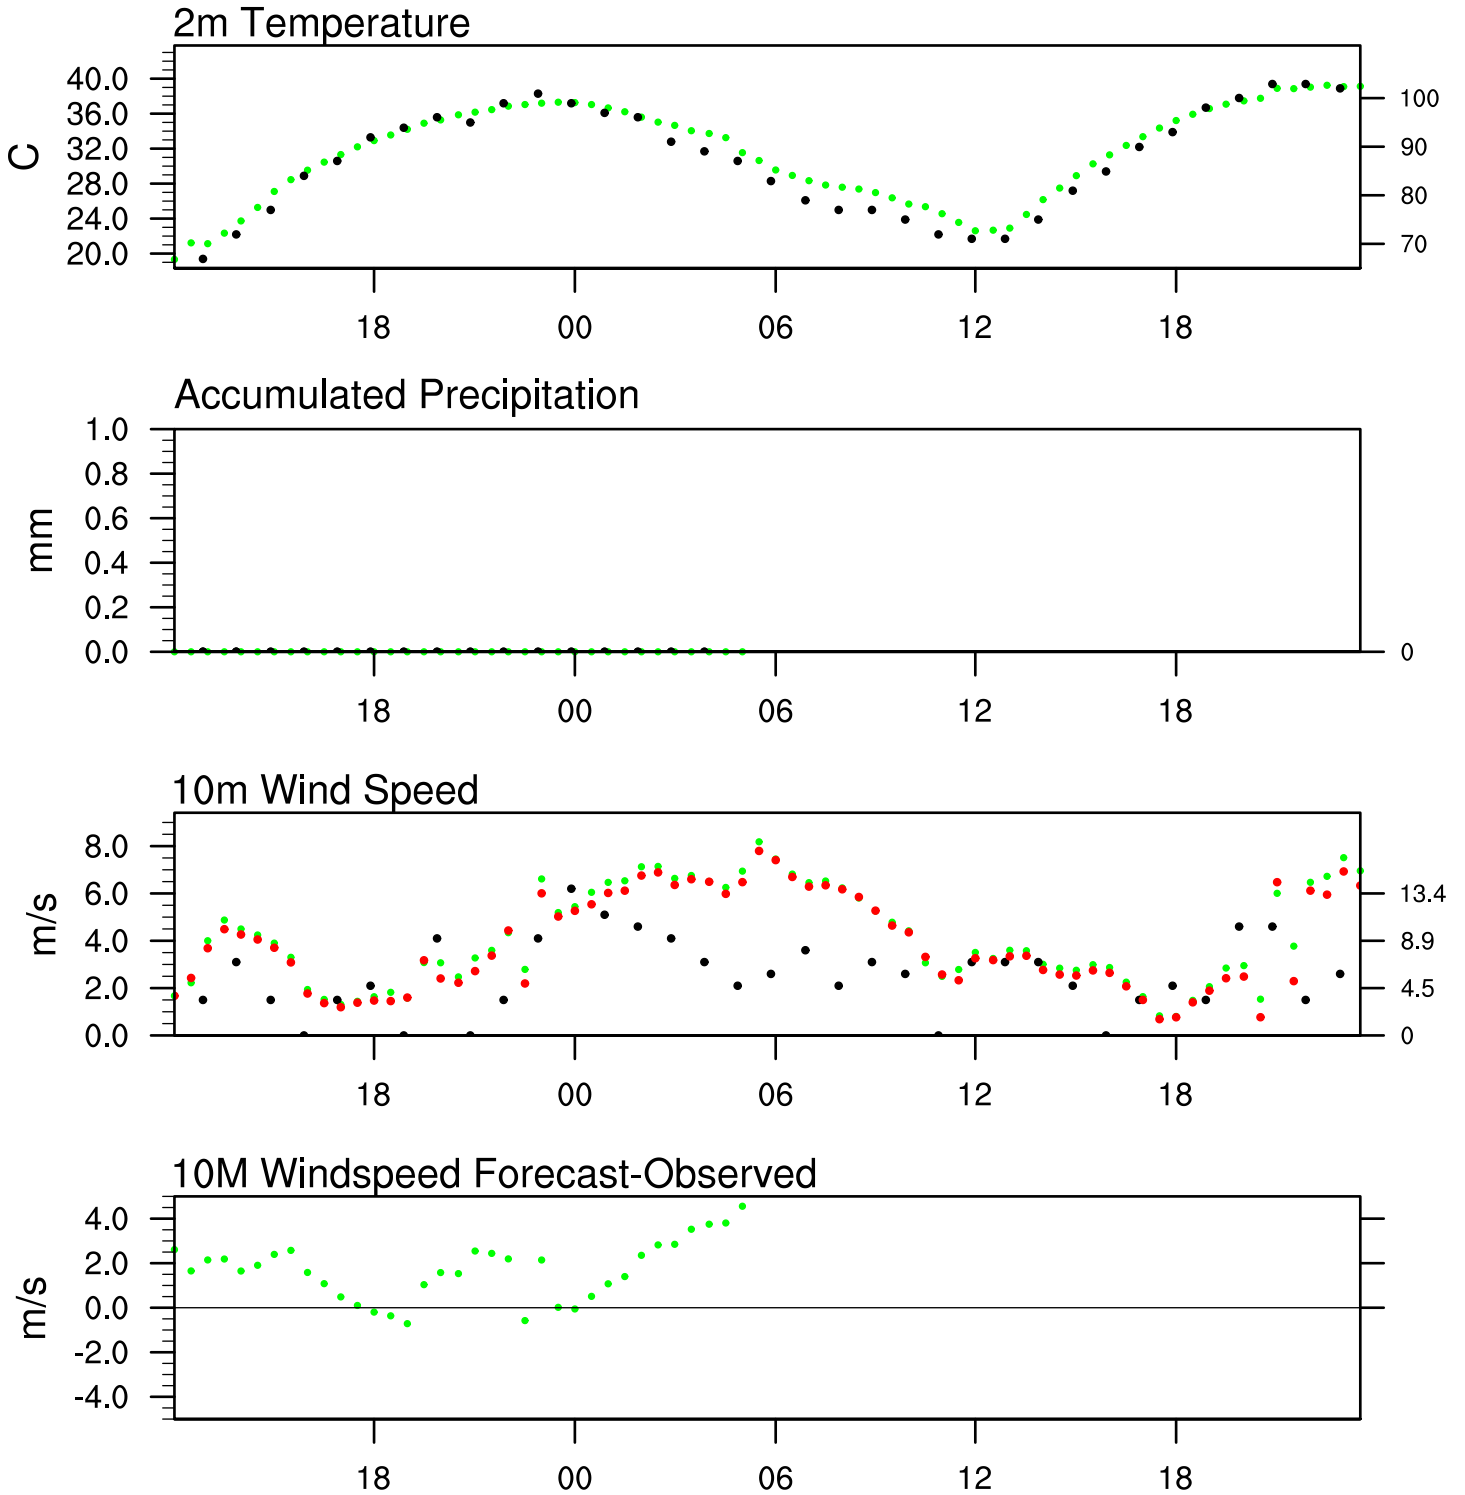 2m Temperature
C
40.0
36.0
32.0
28.0
24.0
20.0
100
90
80
70
18 00 06 12 18
Accumulated Precipitation
mm
1.0
0.8
0.6
0.4
0.2
0.0
0
18 00 06 12 18
10m Wind Speed
m/s
8.0
6.0
4.0
2.0
0.0
13.4
8.9
4.5
0
18 00 06 12 18
10M Windspeed Forecast-Observed
m/s
4.0
2.0
0.0
-2.0
-4.0
18 00 06 12 18